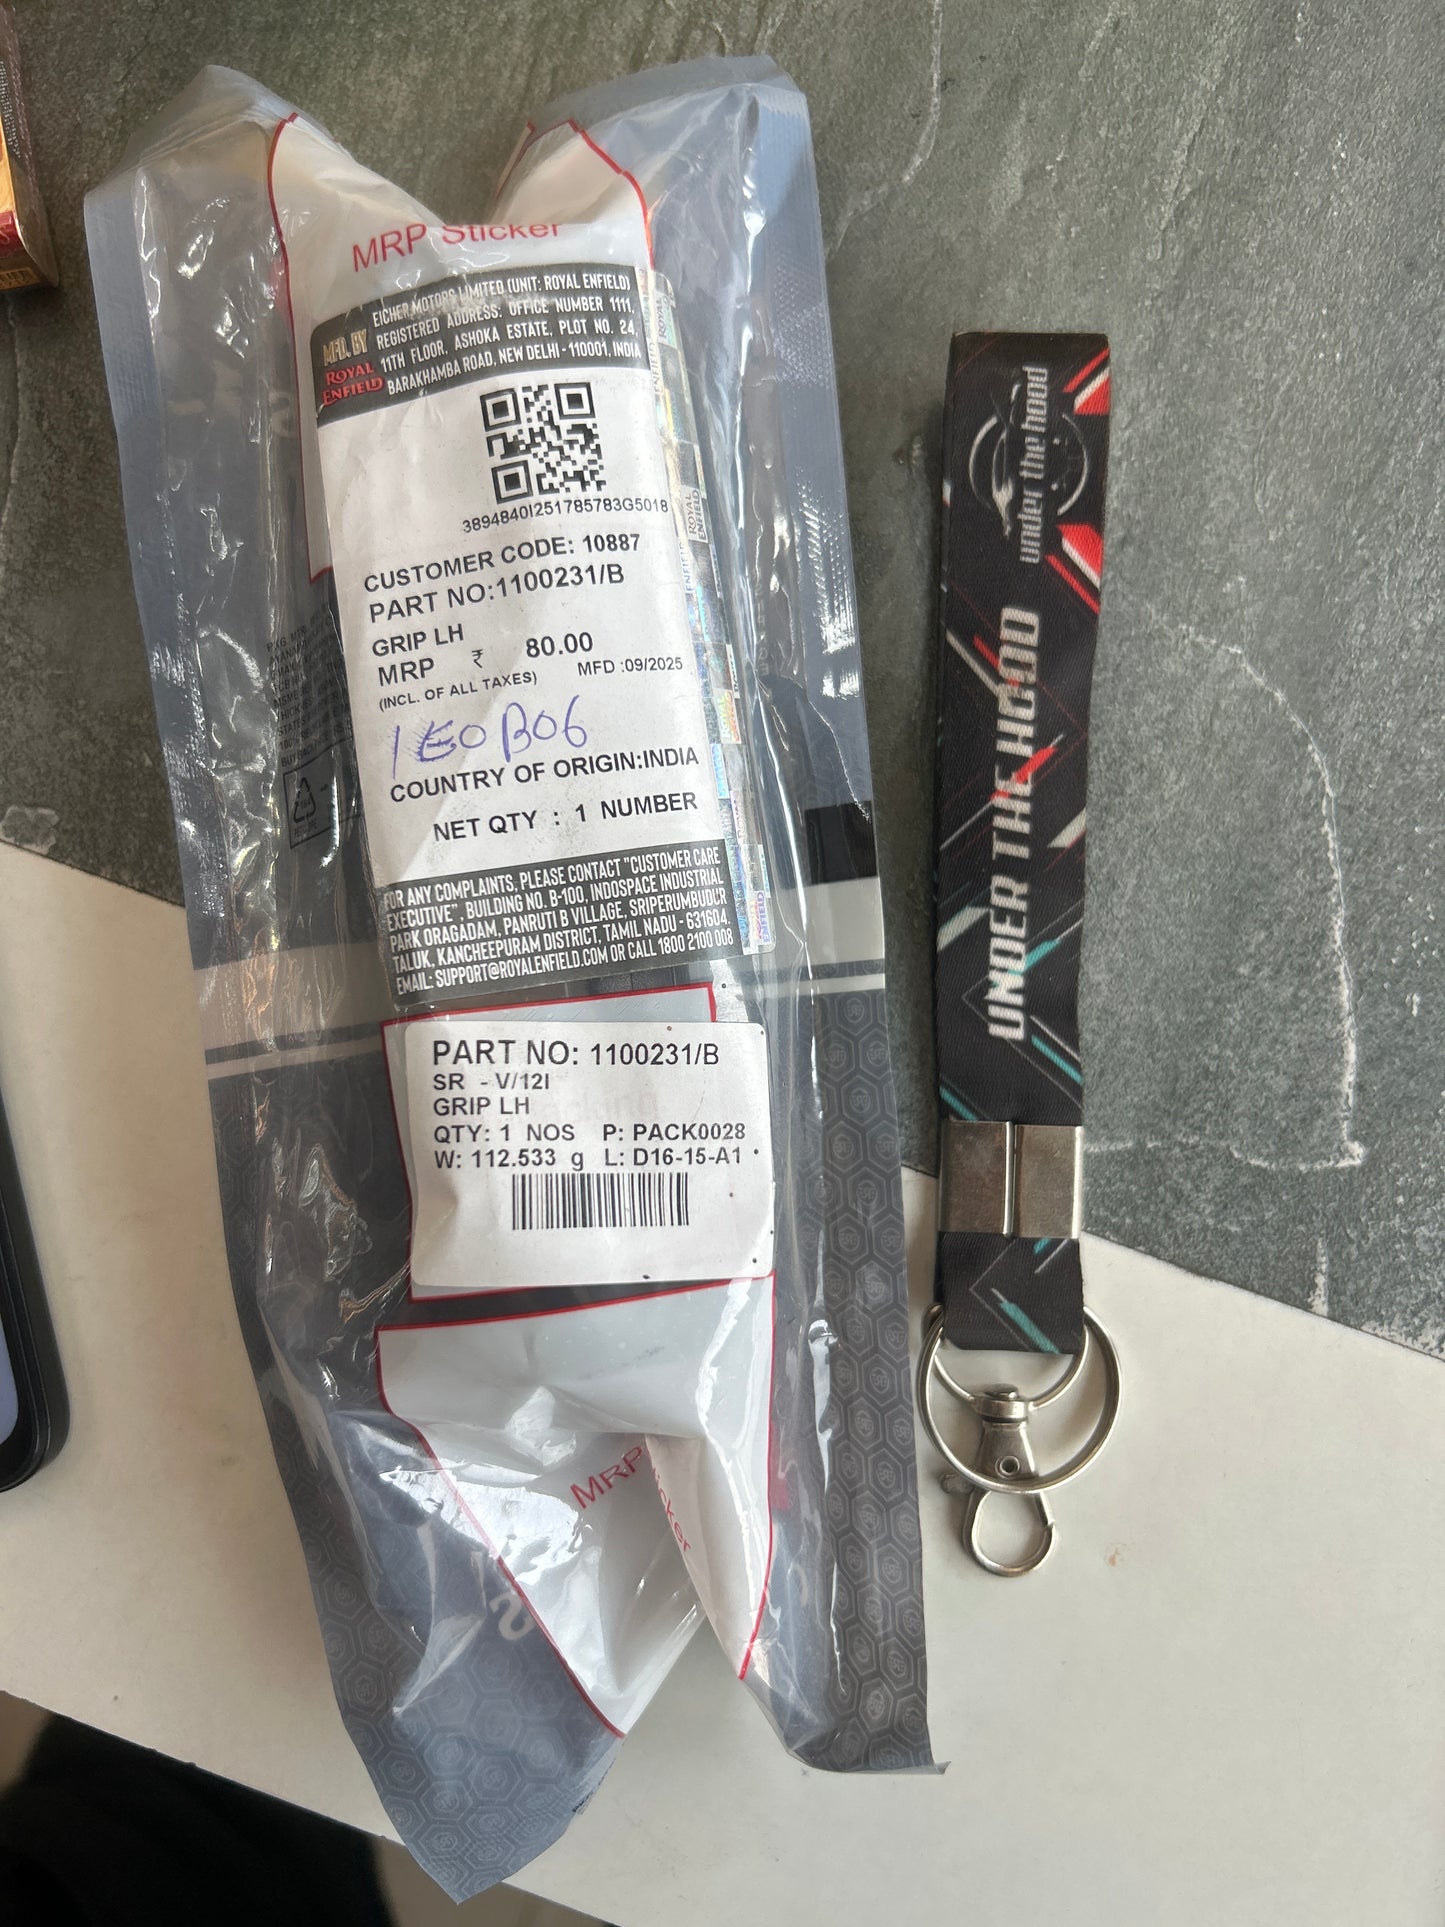 MRP Sticker
MFD. BY
ROYAL
ENFIELD
EICHER MOTORS LIMITED (UNIT: ROYAL ENFIELD)
REGISTERED ADDRESS: OFFICE NUMBER 1111,
11TH FLOOR, ASHOKA ESTATE, PLOT NO. 24,
BARAKHAMBA ROAD, NEW DELHI - 110001, INDIA
3894840I251785783G5018
CUSTOMER CODE: 10887
PART NO:1100231/B
GRIP LH
MRP ₹ 80.00
(INCL. OF ALL TAXES) MFD :09/2025
1E0B06
COUNTRY OF ORIGIN:INDIA
NET QTY : 1 NUMBER
FOR ANY COMPLAINTS, PLEASE CONTACT "CUSTOMER CARE
EXECUTIVE", BUILDING NO. B-100, INDOSPACE INDUSTRIAL
PARK ORAGADAM, PANRUTI B VILLAGE, SRIPERUMBUDUR
TALUK, KANCHEEPURAM DISTRICT, TAMIL NADU - 631604.
EMAIL: SUPPORT@ROYALENFIELD.COM OR CALL 1800 2100 008
ROYAL
ENFIELD
PART NO: 1100231/B
SR - V/12I
GRIP LH
QTY: 1 NOS P: PACK0028
W: 112.533 g L: D16-15-A1
MRP
under the hood
UNDER THE HOOD